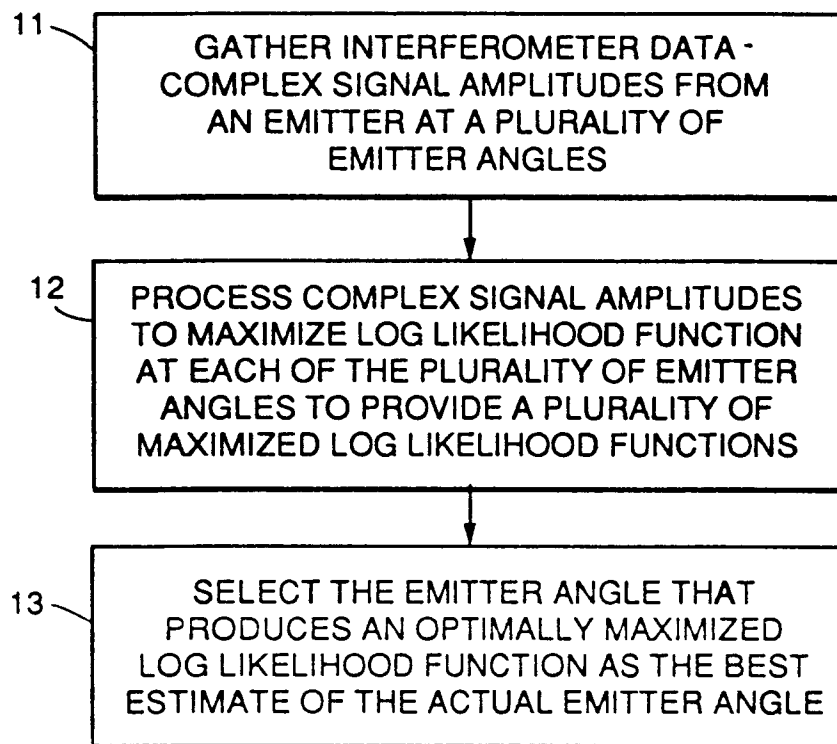 11
GATHER INTERFEROMETER DATA -
COMPLEX SIGNAL AMPLITUDES FROM
AN EMITTER AT A PLURALITY OF
EMITTER ANGLES
12
PROCESS COMPLEX SIGNAL AMPLITUDES
TO MAXIMIZE LOG LIKELIHOOD FUNCTION
AT EACH OF THE PLURALITY OF EMITTER
ANGLES TO PROVIDE A PLURALITY OF
MAXIMIZED LOG LIKELIHOOD FUNCTIONS
13
SELECT THE EMITTER ANGLE THAT
PRODUCES AN OPTIMALLY MAXIMIZED
LOG LIKELIHOOD FUNCTION AS THE BEST
ESTIMATE OF THE ACTUAL EMITTER ANGLE